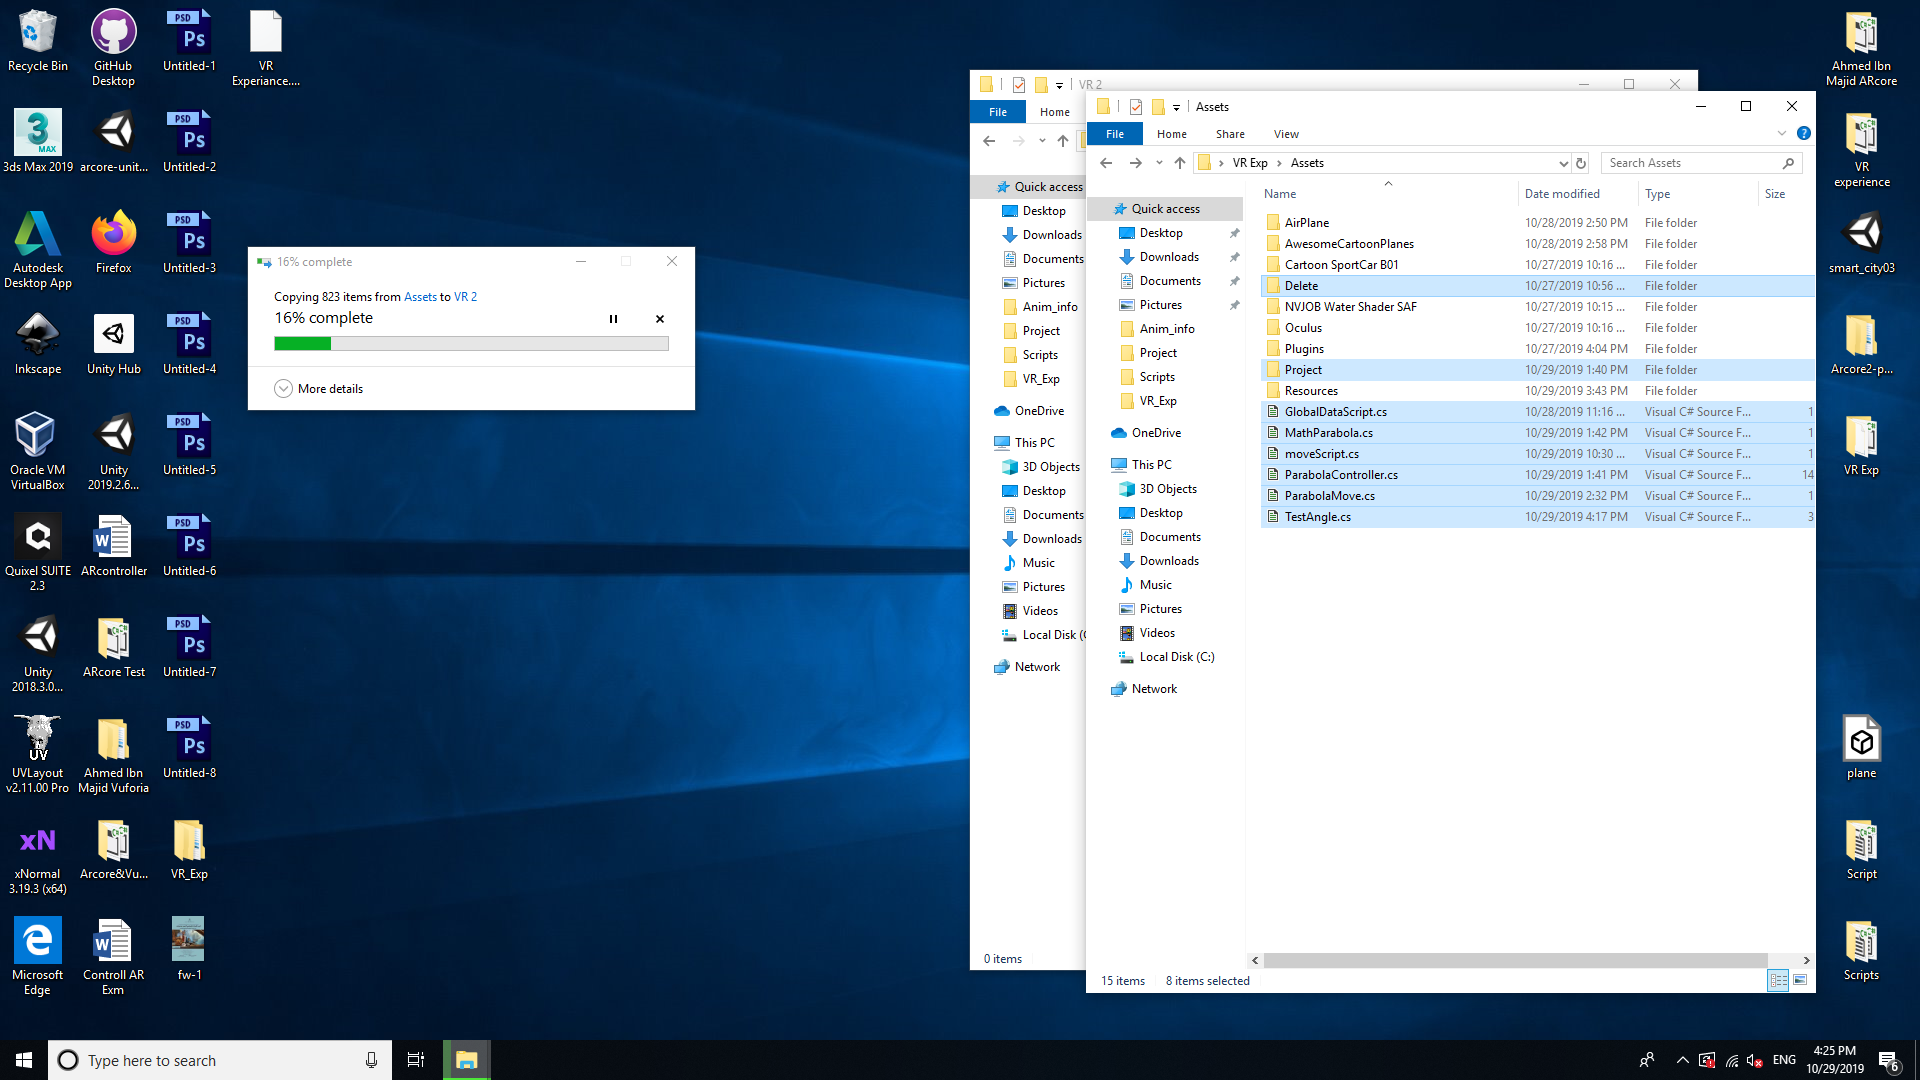 Recycle Bin
GitHub
Desktop
PSD
Ps
Untitled-1
VR
Experiance....
3
MAX
3ds Max 2019
arcore-unit...
PSD
Ps
Untitled-2
Autodesk
Desktop App
Firefox
PSD
Ps
Untitled-3
Inkscape
Unity Hub
PSD
Ps
Untitled-4
Oracle VM
VirtualBox
Unity
2019.2.6...
PSD
Ps
Untitled-5
Quixel SUITE
2.3
ARcontroller
PSD
Ps
Untitled-6
Unity
2018.3.0...
ARcore Test
PSD
Ps
Untitled-7
UV
UVLayout
v2.11.00 Pro
Ahmed Ibn
Majid Vuforia
PSD
Ps
Untitled-8
xN
xNormal
3.19.3 (x64)
Arcore&Vu...
VR_Exp
Microsoft
Edge
Controll AR
Exm
fw-1
16% complete
Copying 823 items from Assets to VR 2
16% complete
More details
VR 2
File
Home
Quick access
Desktop
Downloads
Documents
Pictures
Anim_info
Project
Scripts
VR_Exp
OneDrive
This PC
3D Objects
Desktop
Documents
Downloads
Music
Pictures
Videos
Local Disk (
Network
0 items
Assets
File Home Share View
VR Exp Assets
Search Assets
Quick access
Desktop
Downloads
Documents
Pictures
Anim_info
Project
Scripts
VR_Exp
OneDrive
This PC
3D Objects
Desktop
Documents
Downloads
Music
Pictures
Videos
Local Disk (C:)
Network
Name Date modified Type Size
AirPlane 10/28/2019 2:50 PM File folder
AwesomeCartoonPlanes 10/28/2019 2:58 PM File folder
Cartoon SportCar B01 10/27/2019 10:16 ... File folder
Delete 10/27/2019 10:56 ... File folder
NVJOB Water Shader SAF 10/27/2019 10:15 ... File folder
Oculus 10/27/2019 10:16 ... File folder
Plugins 10/27/2019 4:04 PM File folder
Project 10/29/2019 1:40 PM File folder
Resources 10/29/2019 3:43 PM File folder
GlobalDataScript.cs 10/28/2019 11:16 ... Visual C# Source F... 1
MathParabola.cs 10/29/2019 1:42 PM Visual C# Source F... 1
moveScript.cs 10/29/2019 10:30 ... Visual C# Source F... 1
ParabolaController.cs 10/29/2019 1:41 PM Visual C# Source F... 14
ParabolaMove.cs 10/29/2019 2:32 PM Visual C# Source F... 1
TestAngle.cs 10/29/2019 4:17 PM Visual C# Source F... 3
15 items 8 items selected
Ahmed Ibn
Majid ARcore
VR
experience
smart_city03
Arcore2-p...
VR Exp
plane
Script
Scripts
Type here to search
ENG
4:25 PM
10/29/2019
6